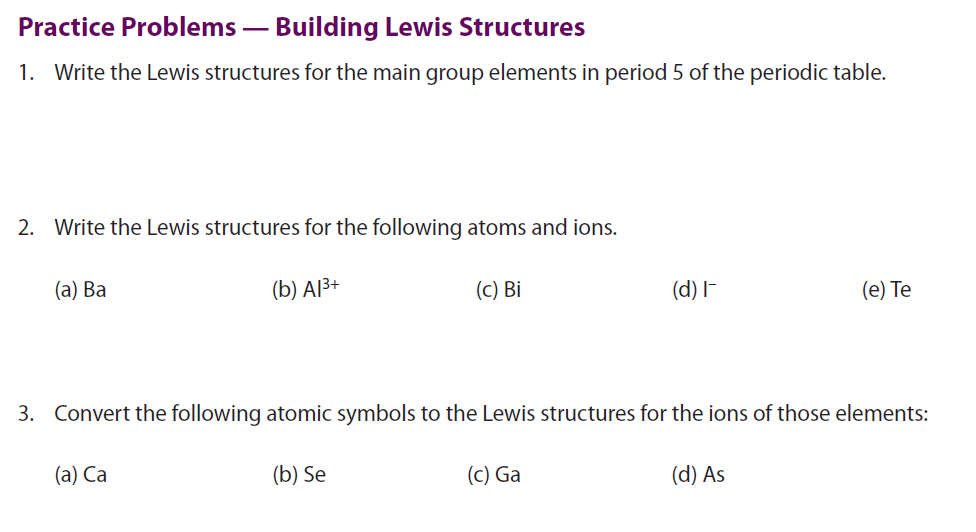 Practice Problems — Building Lewis Structures
1. Write the Lewis structures for the main group elements in period 5 of the periodic table.
2. Write the Lewis structures for the following atoms and ions.
(a) Ba (b) Al³⁺ (c) Bi (d) I⁻ (e) Te
3. Convert the following atomic symbols to the Lewis structures for the ions of those elements:
(a) Ca (b) Se (c) Ga (d) As